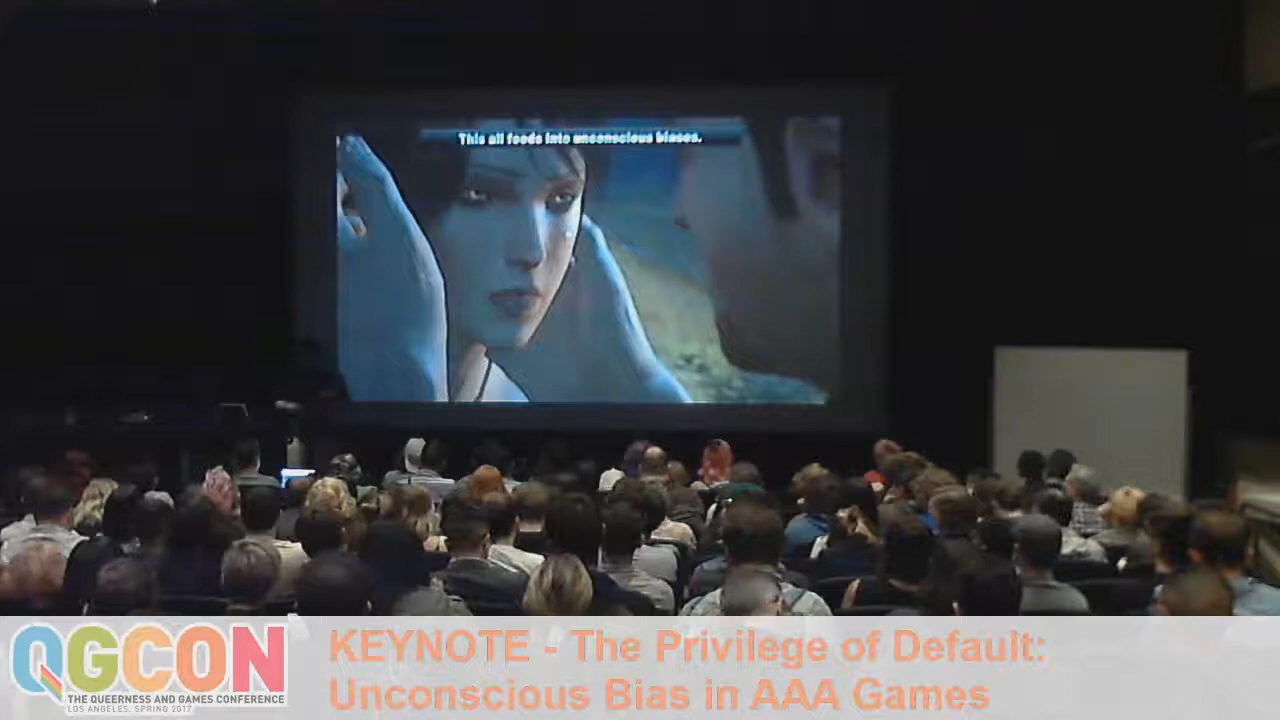 This all feeds into unconscious biases.
QGCON
THE QUEERNESS AND GAMES CONFERENCE
LOS ANGELES. SPRING 2017
KEYNOTE - The Privilege of Default:
Unconscious Bias in AAA Games